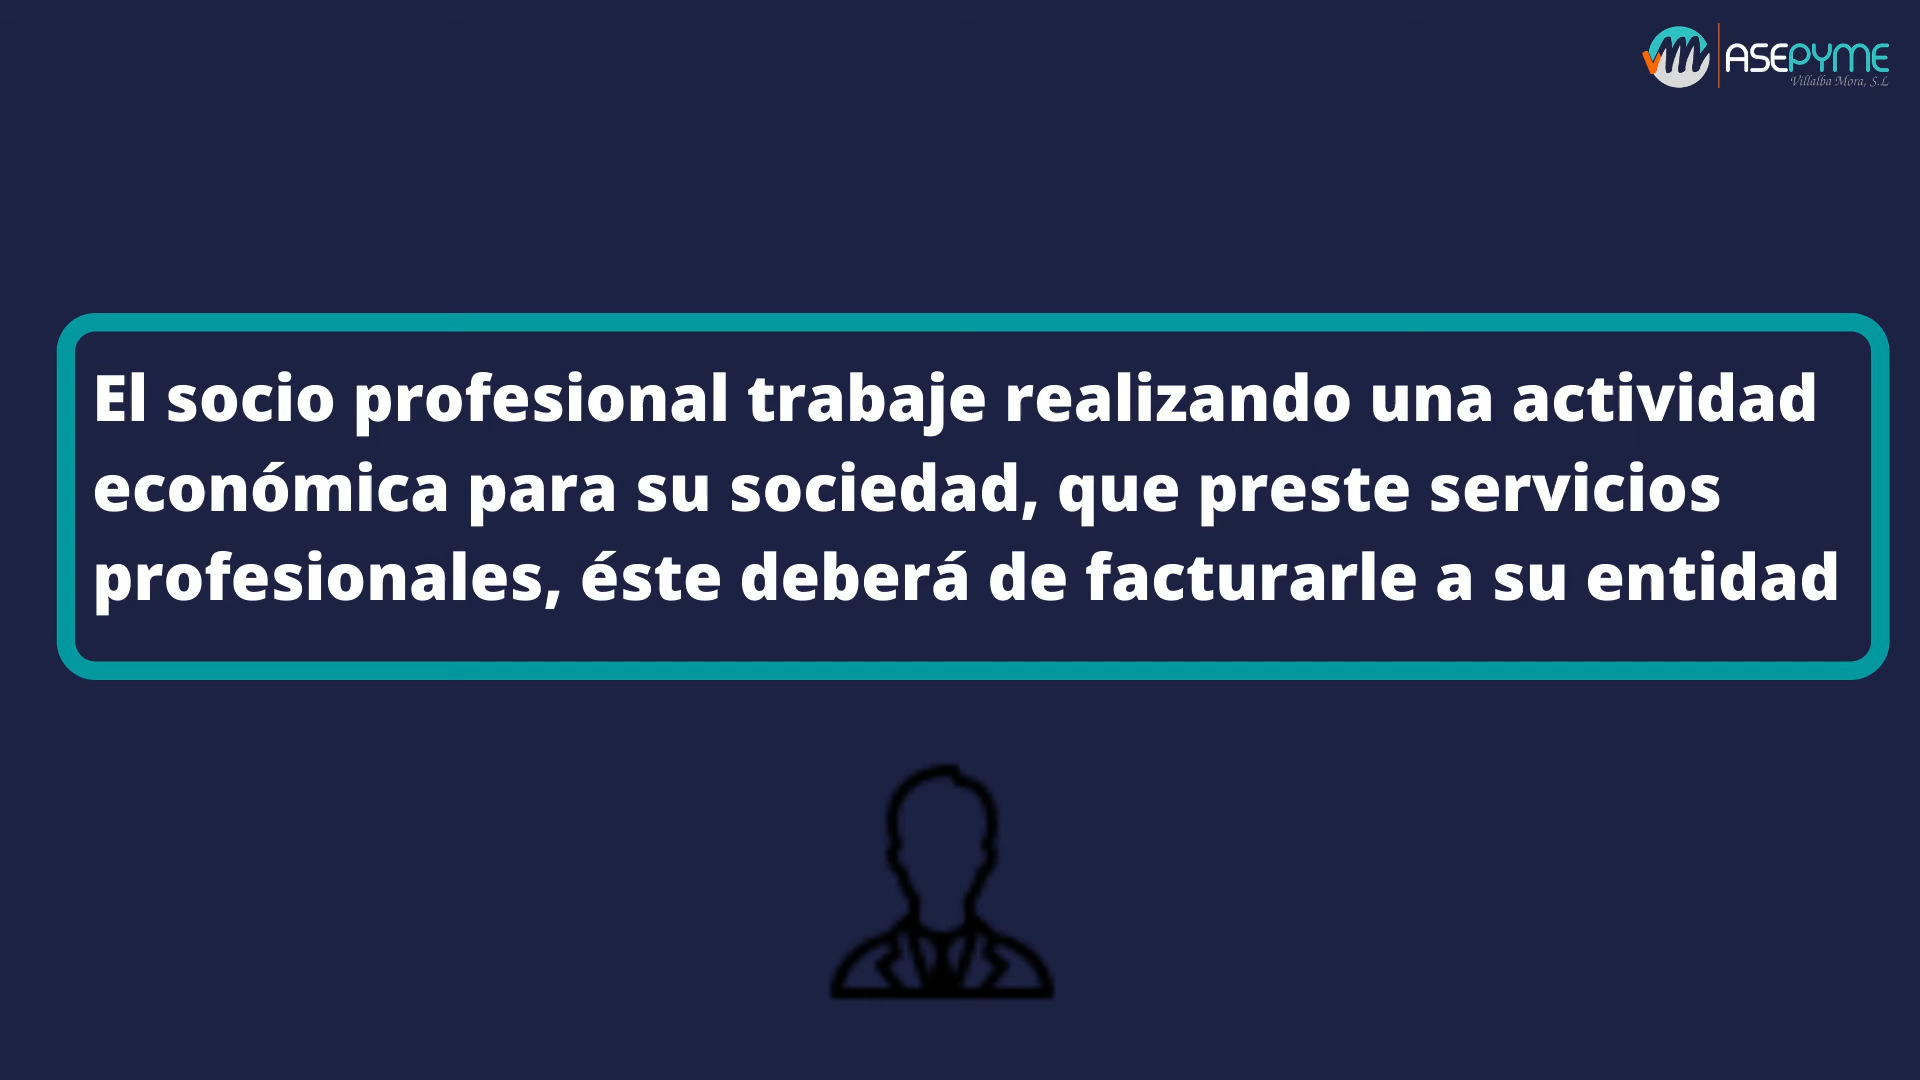 ASEPYME
Villalba Mora, S.L
El socio profesional trabaje realizando una actividad
económica para su sociedad, que preste servicios
profesionales, éste deberá de facturarle a su entidad